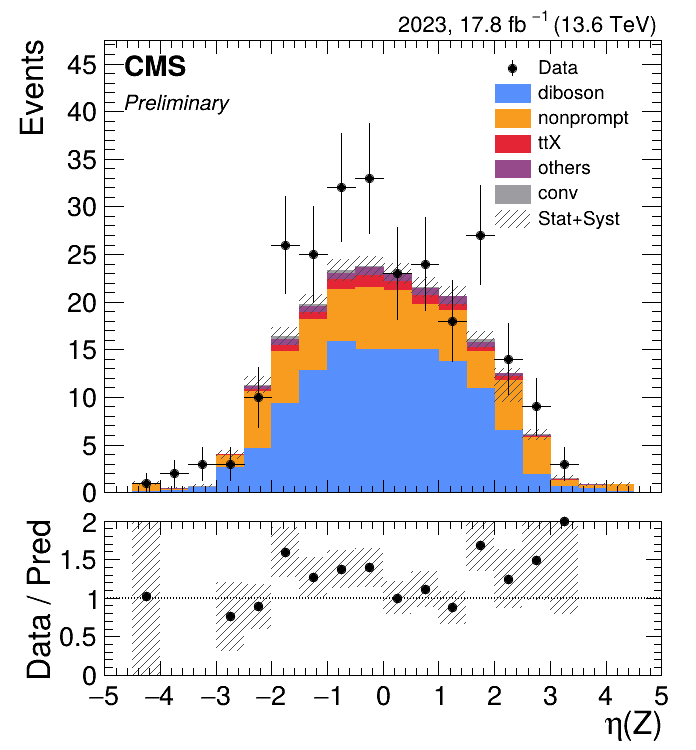 2023, 17.8 fb⁻¹ (13.6 TeV)
CMS
Preliminary
Events
45
40
35
30
25
20
15
10
5
0
Data
diboson
nonprompt
ttX
others
conv
Stat+Syst
Data / Pred
2
1.5
1
0.5
0
−5 −4 −3 −2 −1 0 1 2 3 4 5
η(Z)